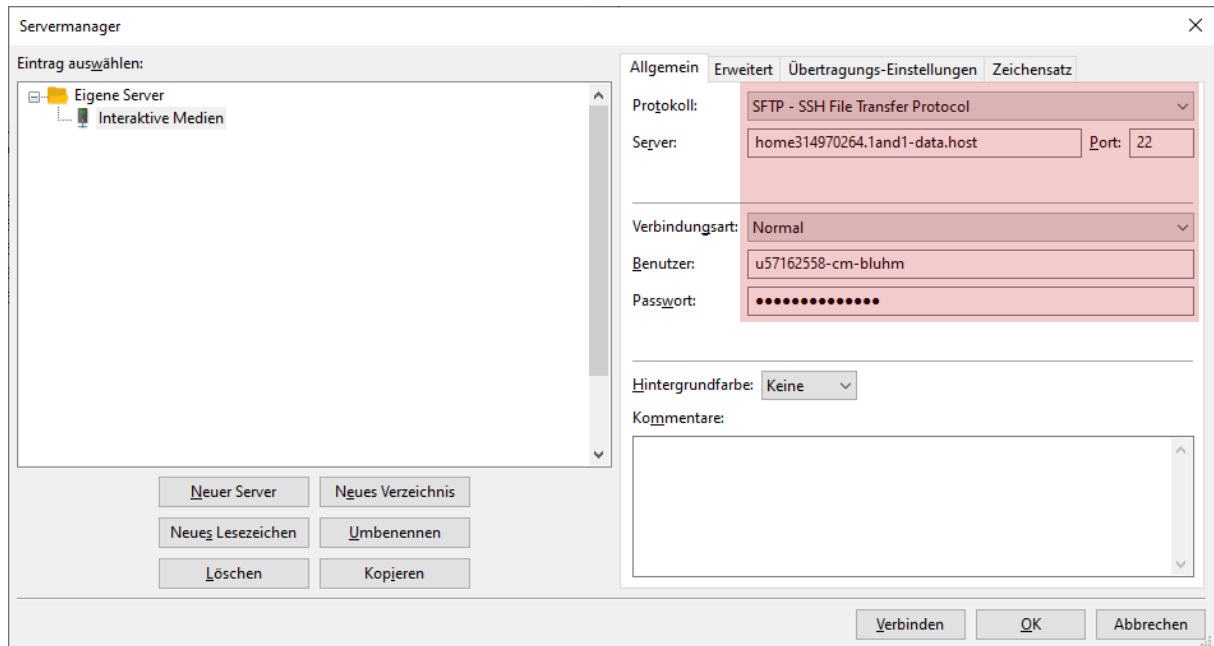 Servermanager
Eintrag auswählen:
Eigene Server
Interaktive Medien
Neuer Server
Neues Verzeichnis
Neues Lesezeichen
Umbenennen
Löschen
Kopieren
Allgemein
Erweitert
Übertragungs-Einstellungen
Zeichensatz
Protokoll:
SFTP - SSH File Transfer Protocol
Server:
home314970264.1and1-data.host
Port:
22
Verbindungsart:
Normal
Benutzer:
u57162558-cm-bluhm
Passwort:
●●●●●●●●●●●●●●
Hintergrundfarbe:
Keine
Kommentare:
Verbinden
OK
Abbrechen